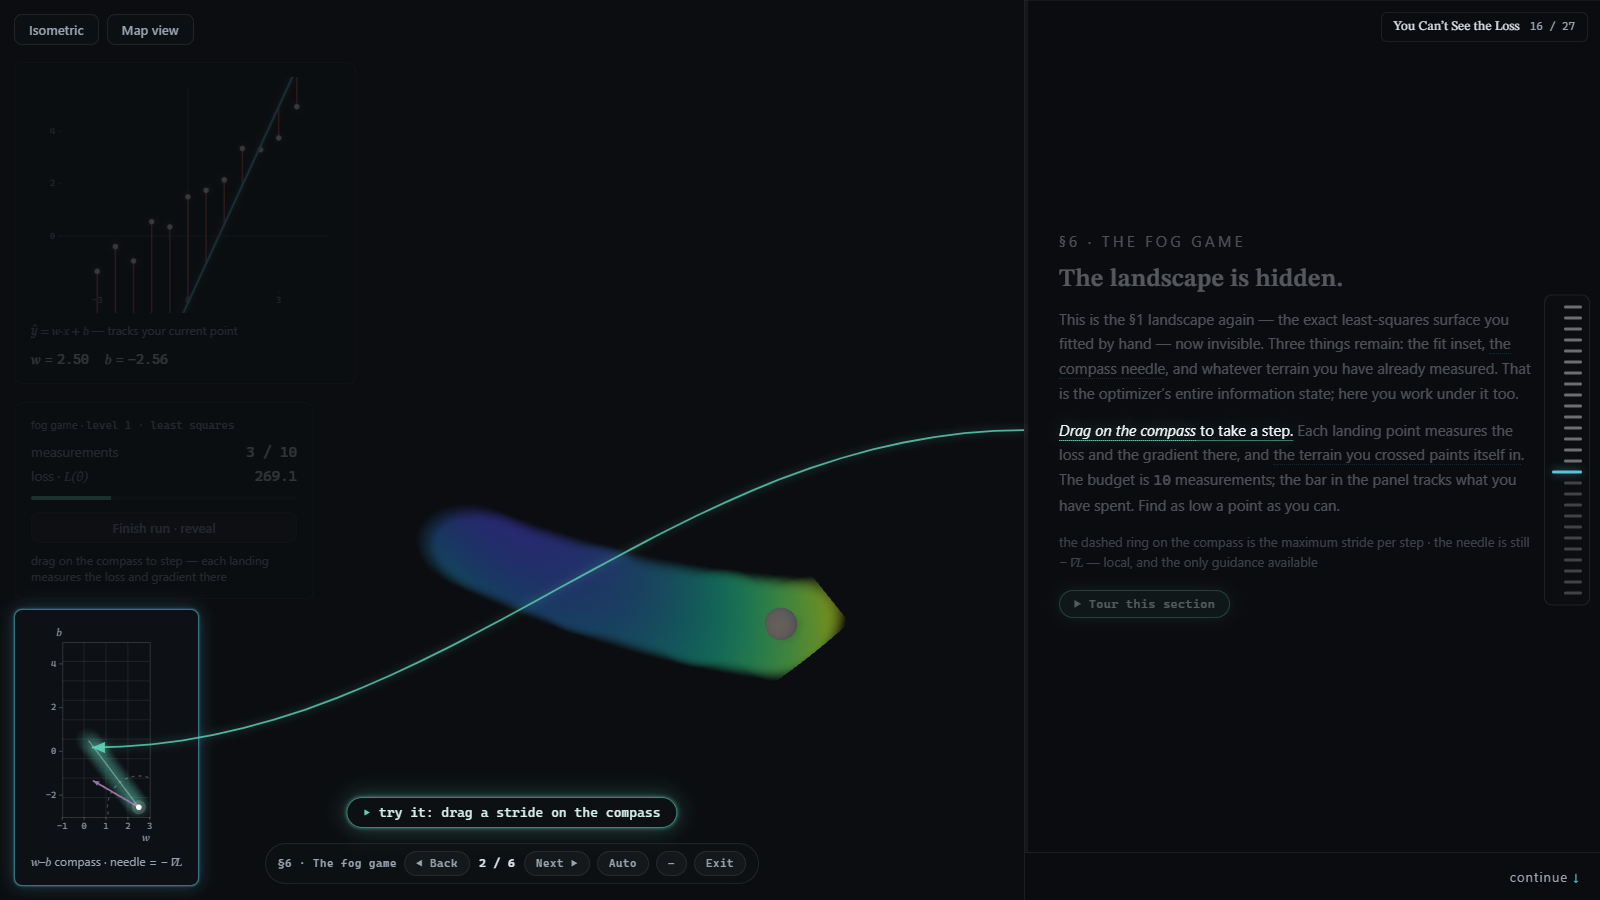 Isometric
Map view
You Can't See the Loss 16 / 27
4
2
0
-3
0
3
ŷ = w·x + b — tracks your current point
w = 2.50 b = −2.56
fog game · level 1 · least squares
measurements 3 / 10
loss · L(θ) 269.1
Finish run · reveal
drag on the compass to step — each landing
measures the loss and gradient there
b
4
2
0
−2
−1 0 1 2 3
w
w–b compass · needle = − ∇L
try it: drag a stride on the compass
§6 · The fog game ◂ Back 2 / 6 Next ▸ Auto − Exit
§6 · THE FOG GAME
The landscape is hidden.
This is the §1 landscape again — the exact least-squares surface you
fitted by hand — now invisible. Three things remain: the fit inset, the
compass needle, and whatever terrain you have already measured. That
is the optimizer's entire information state; here you work under it too.
Drag on the compass to take a step. Each landing point measures the
loss and the gradient there, and the terrain you crossed paints itself in.
The budget is 10 measurements; the bar in the panel tracks what you
have spent. Find as low a point as you can.
the dashed ring on the compass is the maximum stride per step · the needle is still
− ∇L — local, and the only guidance available
▸ Tour this section
continue ↓